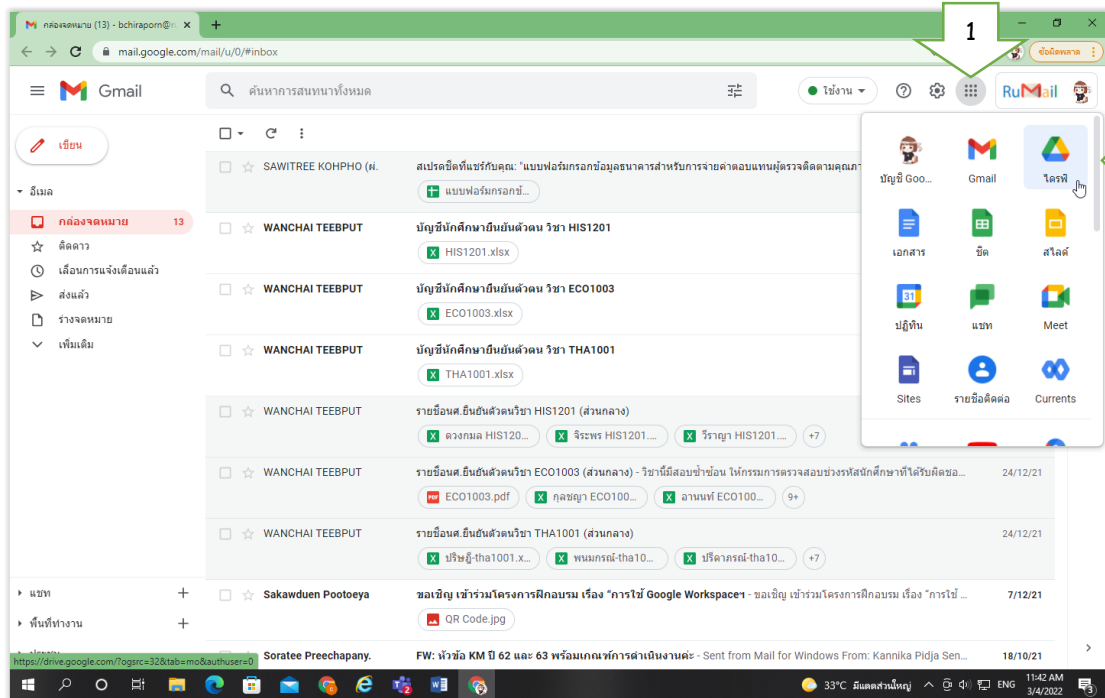 กล่องจดหมาย (13) - bchiraporn@
1
mail.google.com/mail/u/0/#inbox
ข้อผิดพลาด
Gmail
ค้นหาการสนทนาทั้งหมด
ใช้งาน
RuMail
เขียน
อีเมล
กล่องจดหมาย 13
ติดดาว
เลื่อนการแจ้งเตือนแล้ว
ส่งแล้ว
ร่างจดหมาย
เพิ่มเติม
SAWITREE KOHPHO (ผ. สเปรดชีตที่แชร์กับคุณ: "แบบฟอร์มกรอกข้อมูลธนาคารสำหรับการจ่ายค่าตอบแทนผู้ตรวจติดตามคุณภา
แบบฟอร์มกรอกข้...
WANCHAI TEEBPUT บัญชีนักศึกษายืนยันตัวตน วิชา HIS1201
HIS1201.xlsx
WANCHAI TEEBPUT บัญชีนักศึกษายืนยันตัวตน วิชา ECO1003
ECO1003.xlsx
WANCHAI TEEBPUT บัญชีนักศึกษายืนยันตัวตน วิชา THA1001
THA1001.xlsx
WANCHAI TEEBPUT รายชื่อนศ.ยืนยันตัวตนวิชา HIS1201 (ส่วนกลาง)
ดวงกมล HIS120... จิระพร HIS1201.... วีราญา HIS1201.... +7
WANCHAI TEEBPUT รายชื่อนศ.ยืนยันตัวตนวิชา ECO1003 (ส่วนกลาง) - วิชานี้มีสอบซ้ำซ้อน ให้กรรมการตรวจสอบช่วงรหัสนักศึกษาที่ได้รับผิดชอ... 24/12/21
ECO1003.pdf กุลชญา ECO100... อานนท์ ECO100... 9+
WANCHAI TEEBPUT รายชื่อนศ.ยืนยันตัวตนวิชา THA1001 (ส่วนกลาง) 24/12/21
ปริษฐ์-tha1001.x... พนมกรณ์-tha10... ปรีดาภรณ์-tha10... +7
Sakawduen Pootoeya ขอเชิญ เข้าร่วมโครงการฝึกอบรม เรื่อง "การใช้ Google Workspaceฯ - ขอเชิญ เข้าร่วมโครงการฝึกอบรม เรื่อง "การใช้ ... 7/12/21
QR Code.jpg
Soratee Preechapany. FW: หัวข้อ KM ปี 62 และ 63 พร้อมเกณฑ์การดำเนินงานค่ะ - Sent from Mail for Windows From: Kannika Pidja Sen... 18/10/21
บัญชี Goo... Gmail ไดรฟ์
เอกสาร ชีต สไลด์
ปฏิทิน แชท Meet
Sites รายชื่อติดต่อ Currents
แชท
พื้นที่ทำงาน
https://drive.google.com/?ogsrc=32&tab=mo&authuser=0
33°C มีแดดส่วนใหญ่ ENG 11:42 AM
3/4/2022
3